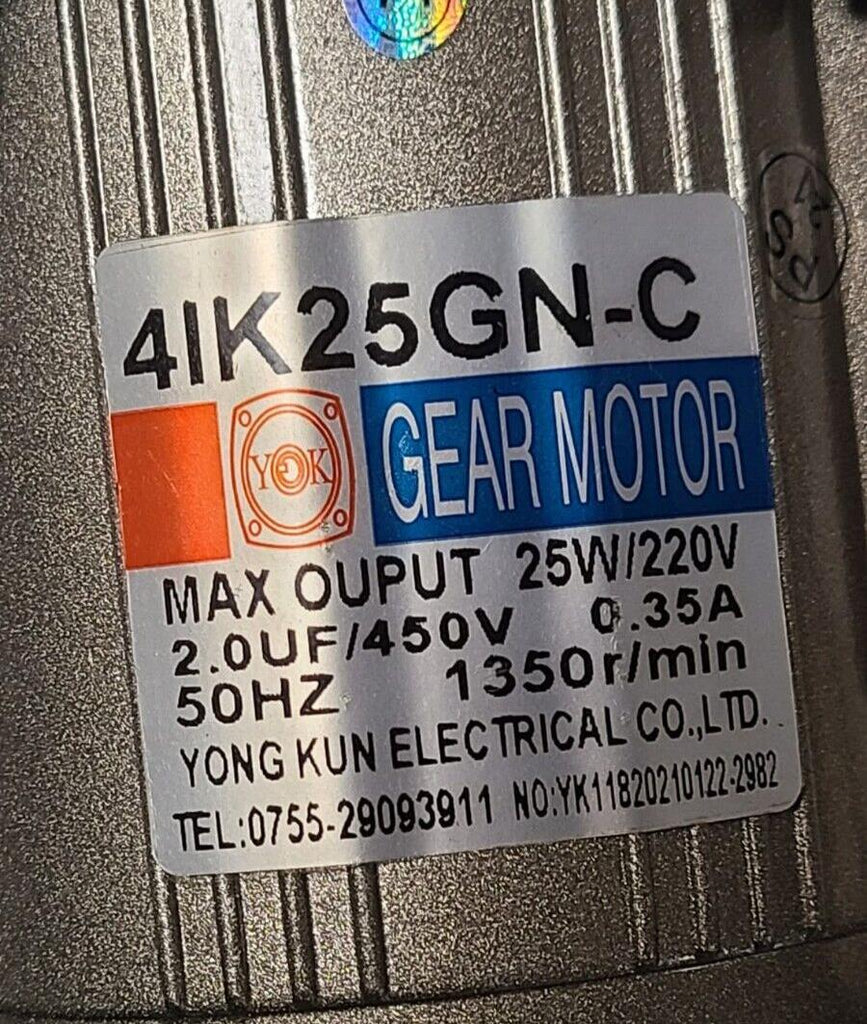 4IK25GN-C
YOK
GEAR MOTOR
MAX OUPUT 25W/220V
2.0UF/450V 0.35A
50HZ 1350r/min
YONG KUN ELECTRICAL CO.,LTD.
TEL:0755-29093911 NO:YK11820210122-2982